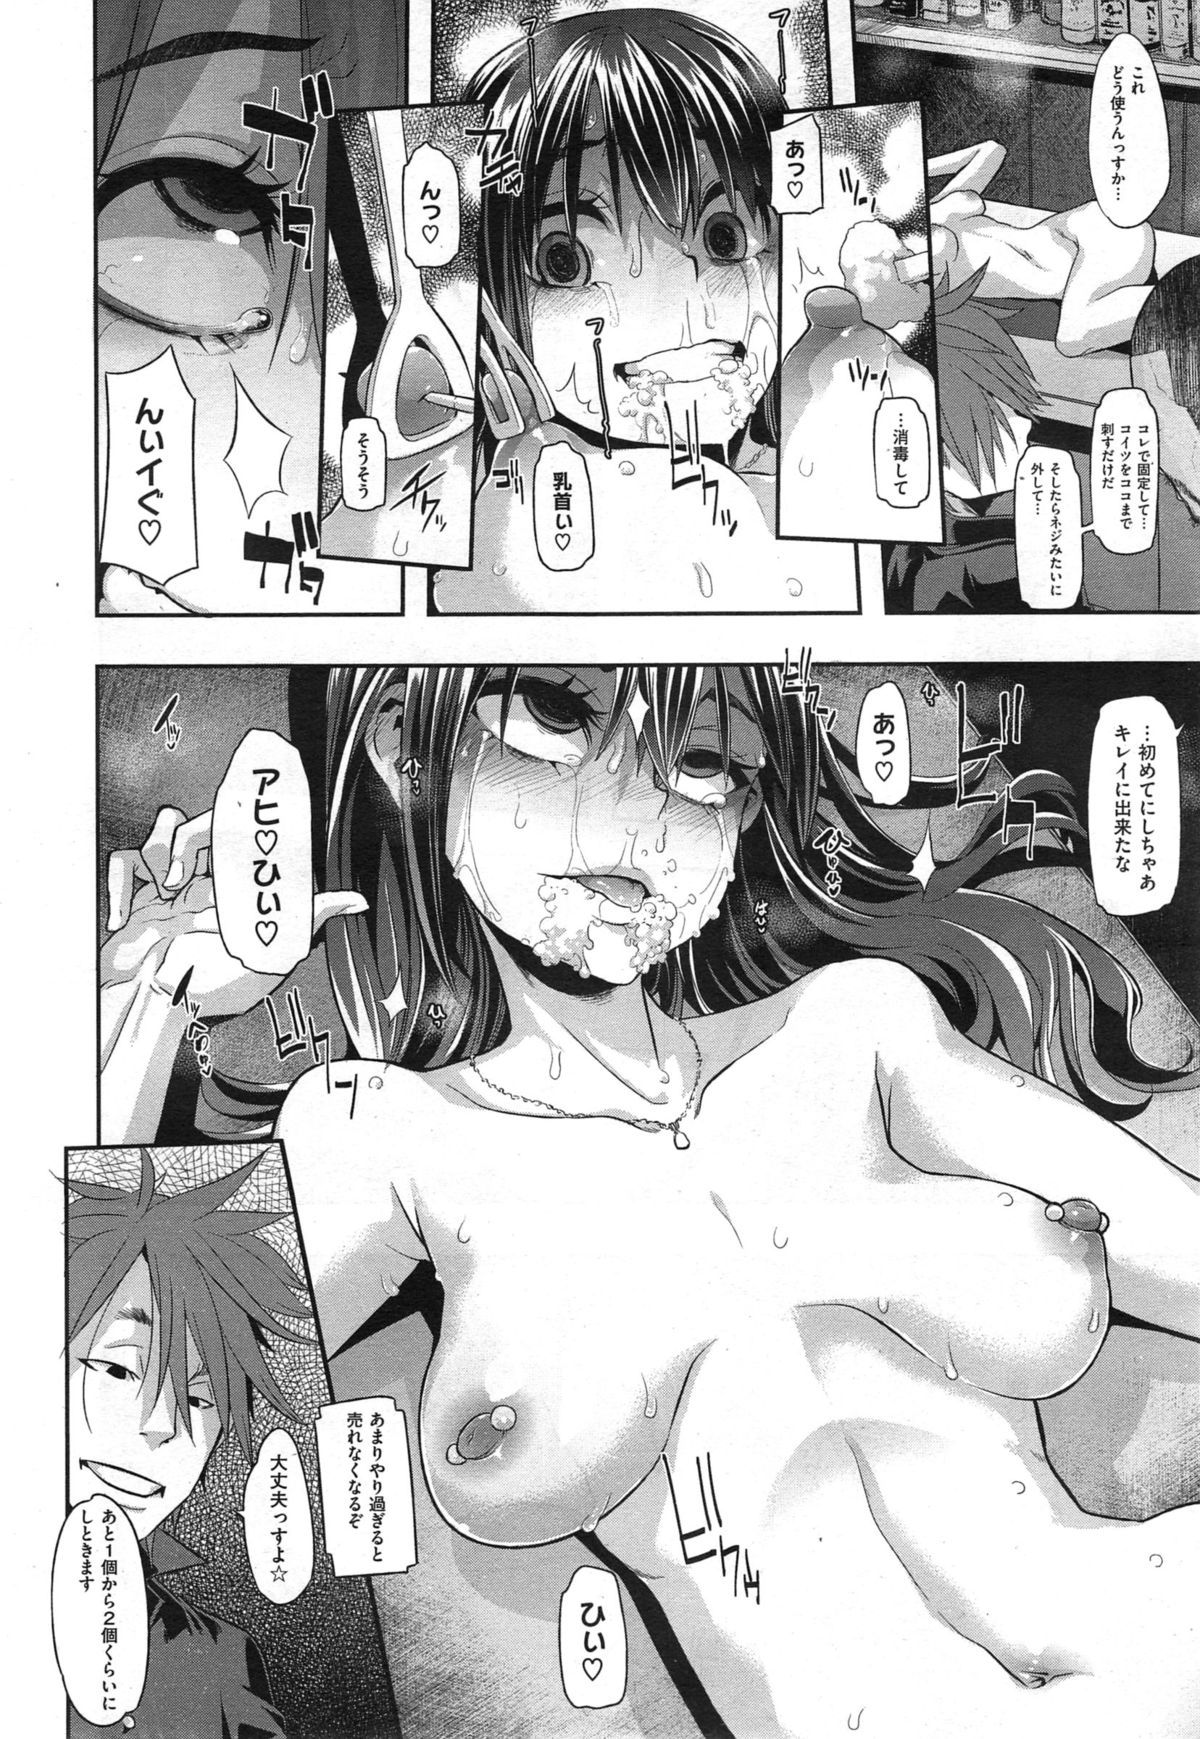 これ
どう使うんっすか…
コレで固定して…
コイツをココまで
刺すだけだ
そしたらネジみたいに
外して…
あっ♡
…消毒して
乳首い♡
んっ♡
そうそう
んぃイぐ♡
…初めてにしちゃあ
キレイに出来たな
あっ♡
アヒ♡ひい♡
ひい♡
あまりやり過ぎると
売れなくなるぞ
大丈夫っすよ☆
あと1個から2個くらいに
しときます